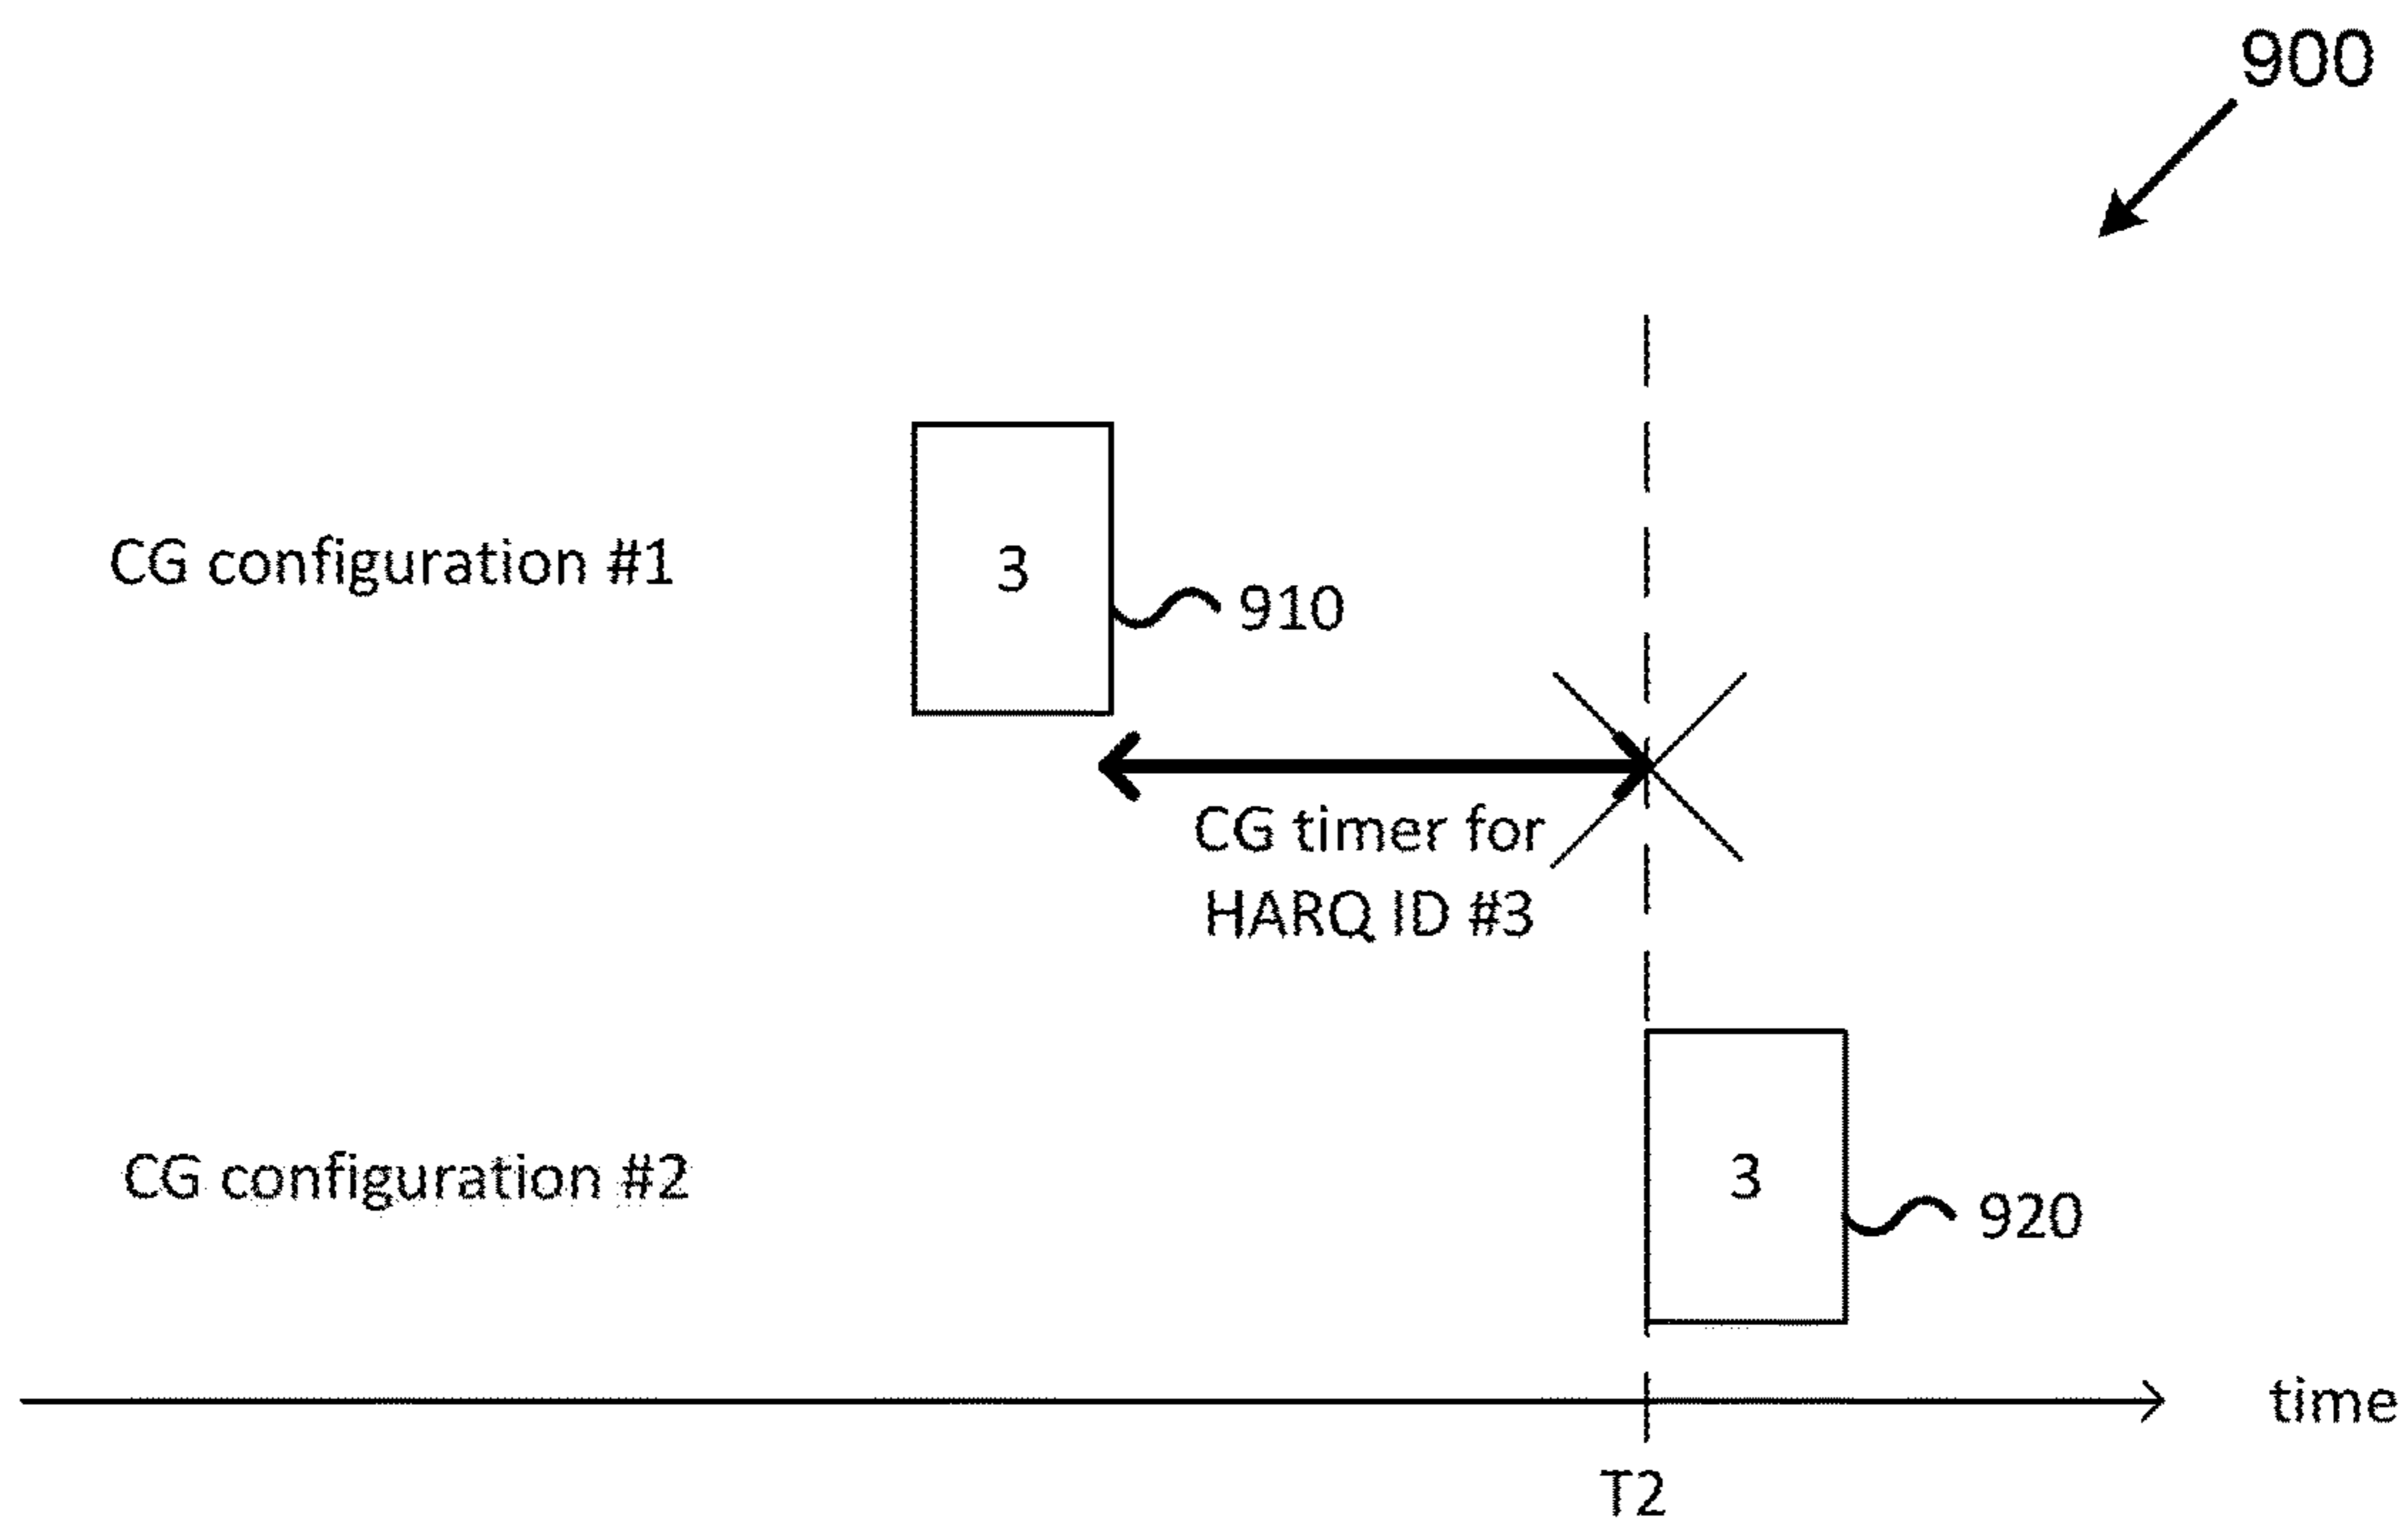 900
CG configuration #1
3
910
CG timer for
HARQ ID #3
CG configuration #2
3
920
time
T2